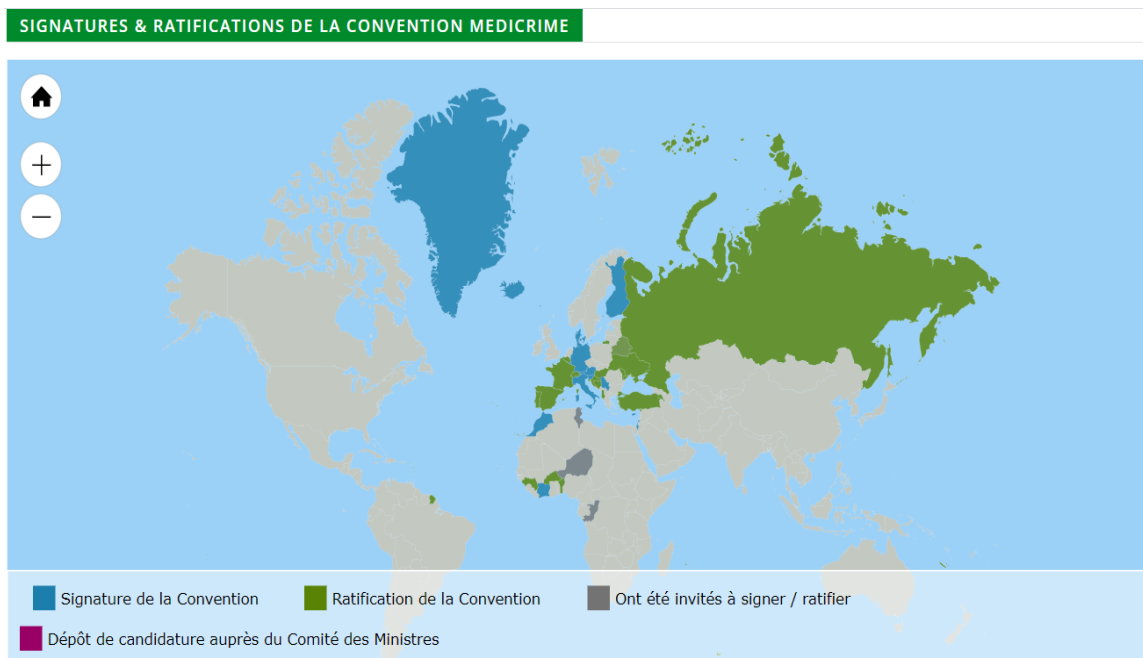 SIGNATURES & RATIFICATIONS DE LA CONVENTION MEDICRIME
Signature de la Convention
Ratification de la Convention
Ont été invités à signer / ratifier
Dépôt de candidature auprès du Comité des Ministres